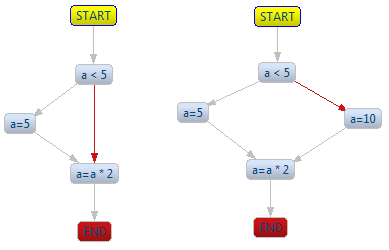 START
a < 5
a=5
a=a * 2
END
START
a < 5
a=5
a=10
a=a * 2
END